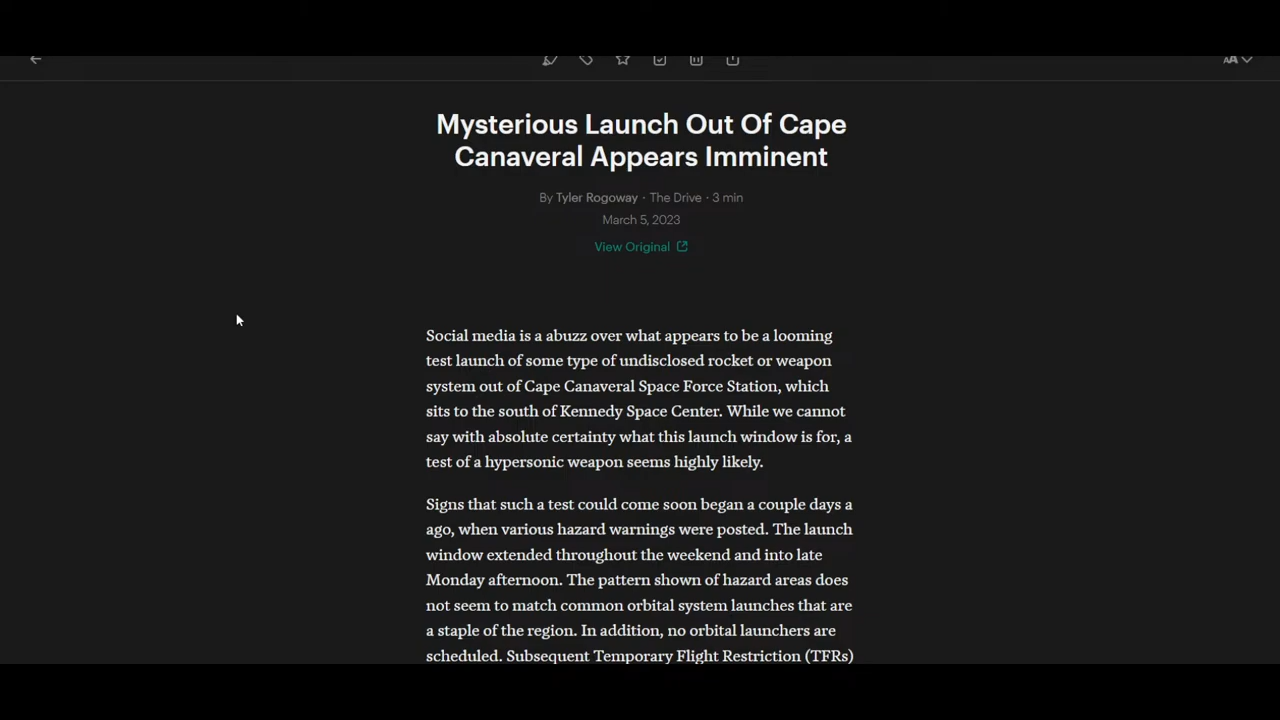 AA
Mysterious Launch Out Of Cape
Canaveral Appears Imminent
By Tyler Rogoway · The Drive · 3 min
March 5, 2023
View Original
Social media is a abuzz over what appears to be a looming
test launch of some type of undisclosed rocket or weapon
system out of Cape Canaveral Space Force Station, which
sits to the south of Kennedy Space Center. While we cannot
say with absolute certainty what this launch window is for, a
test of a hypersonic weapon seems highly likely.
Signs that such a test could come soon began a couple days a
ago, when various hazard warnings were posted. The launch
window extended throughout the weekend and into late
Monday afternoon. The pattern shown of hazard areas does
not seem to match common orbital system launches that are
a staple of the region. In addition, no orbital launchers are
scheduled. Subsequent Temporary Flight Restriction (TFRs)